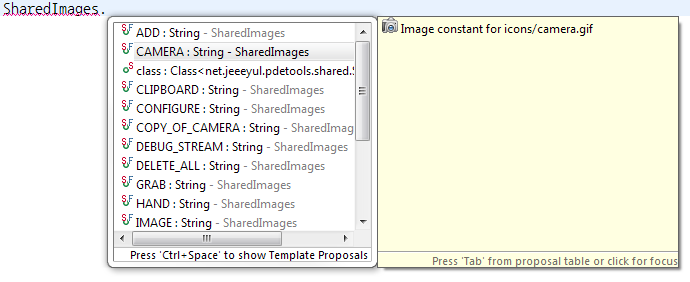 SharedImages.
ADD : String - SharedImages
CAMERA : String - SharedImages
class : Class<net.jeeeyul.pdetools.shared.S
CLIPBOARD : String - SharedImages
CONFIGURE : String - SharedImages
COPY_OF_CAMERA : String - SharedImag
DEBUG_STREAM : String - SharedImages
DELETE_ALL : String - SharedImages
GRAB : String - SharedImages
HAND : String - SharedImages
IMAGE : String - SharedImages
Press 'Ctrl+Space' to show Template Proposals
Image constant for icons/camera.gif
Press 'Tab' from proposal table or click for focus